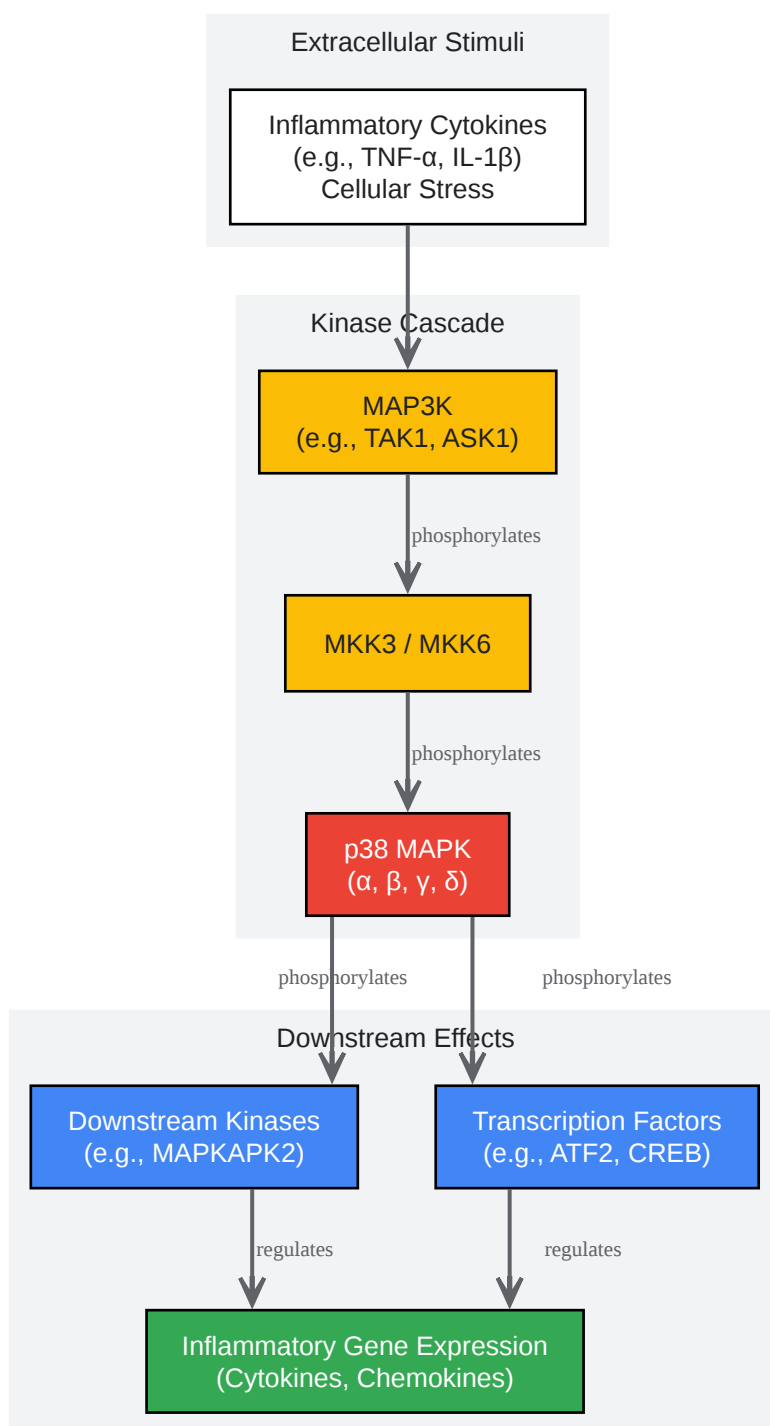 Extracellular Stimuli
Inflammatory Cytokines
(e.g., TNF-α, IL-1β)
Cellular Stress
Kinase Cascade
MAP3K
(e.g., TAK1, ASK1)
phosphorylates
MKK3 / MKK6
phosphorylates
p38 MAPK
(α, β, γ, δ)
phosphorylates
phosphorylates
Downstream Effects
Downstream Kinases
(e.g., MAPKAPK2)
Transcription Factors
(e.g., ATF2, CREB)
regulates
regulates
Inflammatory Gene Expression
(Cytokines, Chemokines)